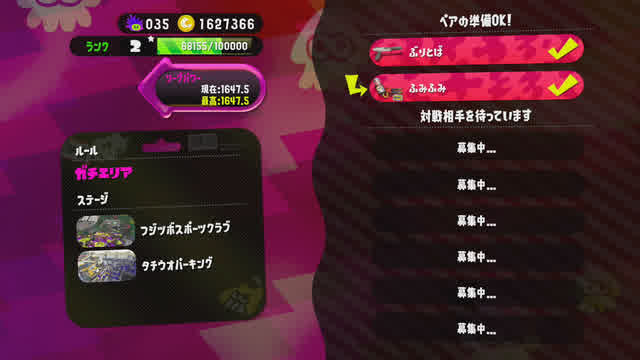 035 1627366
ランク 2 68155/100000
リーグパワー
現在:1647.5
最高:1647.5
ルール
ガチエリア
ステージ
フジツボスポーツクラブ
タチウオパーキング
ペアの準備OK!
ぷりとば
ふみふみ
対戦相手を待っています
募集中...
募集中...
募集中...
募集中...
募集中...
募集中...